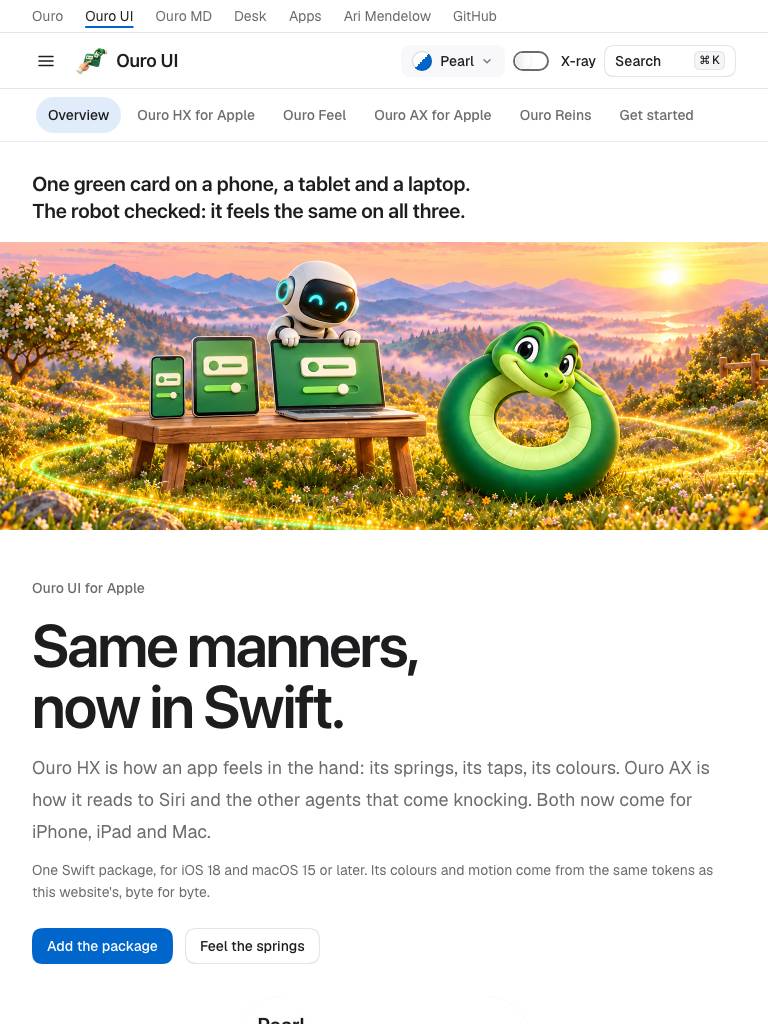 Ouro Ouro UI Ouro MD Desk Apps Ari Mendelow GitHub
Ouro UI Pearl X-ray Search ⌘ K
Overview Ouro HX for Apple Ouro Feel Ouro AX for Apple Ouro Reins Get started
One green card on a phone, a tablet and a laptop.
The robot checked: it feels the same on all three.
Ouro UI for Apple
Same manners,
now in Swift.
Ouro HX is how an app feels in the hand: its springs, its taps, its colours. Ouro AX is
how it reads to Siri and the other agents that come knocking. Both now come for
iPhone, iPad and Mac.
One Swift package, for iOS 18 and macOS 15 or later. Its colours and motion come from the same tokens as
this website's, byte for byte.
Add the package Feel the springs
Pearl